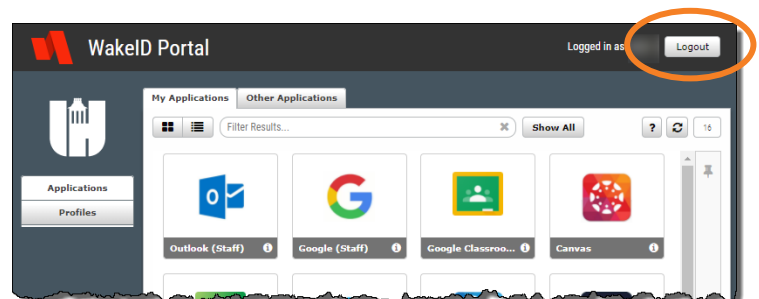 WakeID Portal
Logged in as
Logout
My Applications
Other Applications
Filter Results...
Show All
?
16
Applications
Profiles
Outlook (Staff)
Google (Staff)
Google Classroo...
Canvas